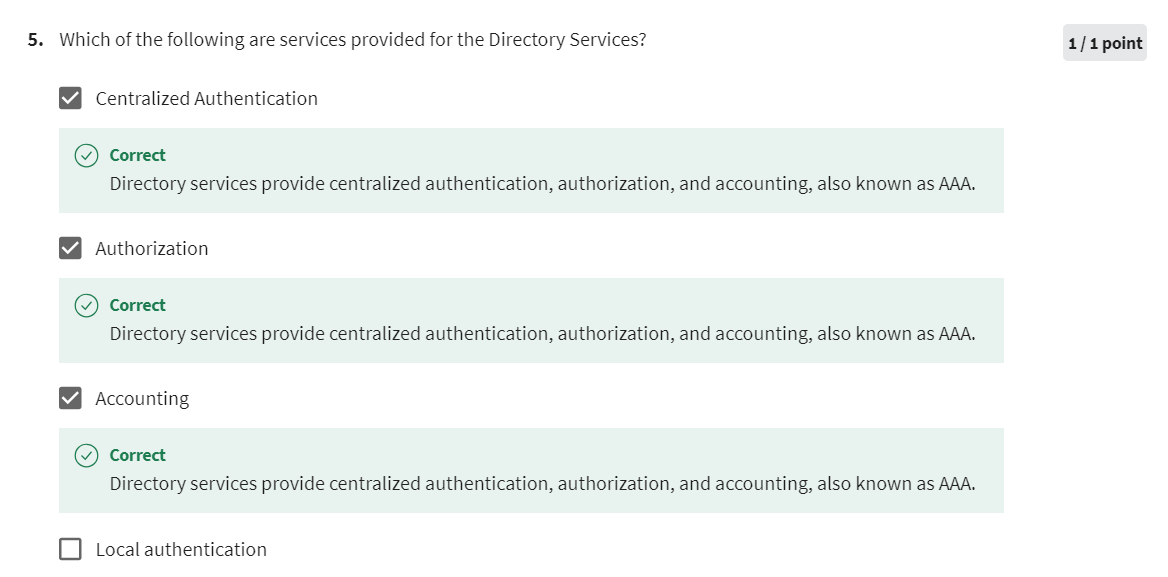 5. Which of the following are services provided for the Directory Services?
1 / 1 point
Centralized Authentication
Correct
Directory services provide centralized authentication, authorization, and accounting, also known as AAA.
Authorization
Correct
Directory services provide centralized authentication, authorization, and accounting, also known as AAA.
Accounting
Correct
Directory services provide centralized authentication, authorization, and accounting, also known as AAA.
Local authentication